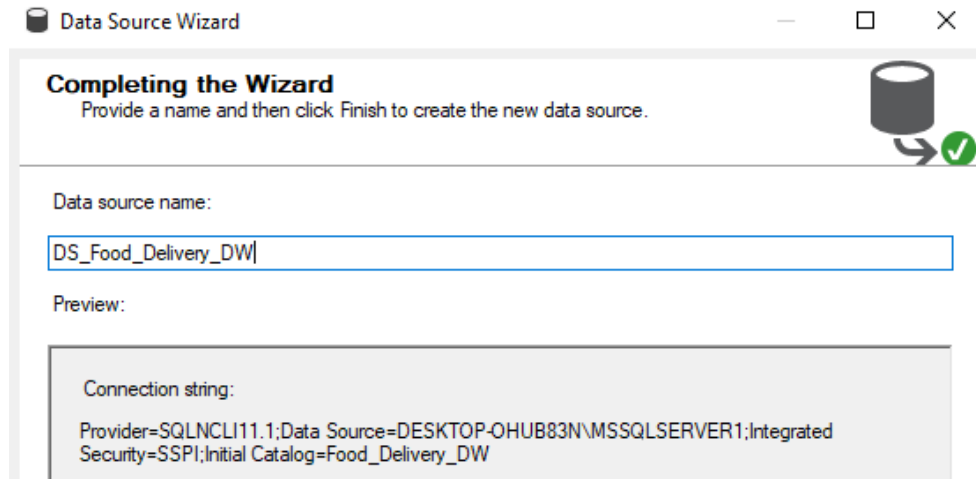 Data Source Wizard
Completing the Wizard
Provide a name and then click Finish to create the new data source.
Data source name:
DS_Food_Delivery_DW
Preview:
Connection string:
Provider=SQLNCLI11.1;Data Source=DESKTOP-OHUB83N\MSSQLSERVER1;Integrated
Security=SSPI;Initial Catalog=Food_Delivery_DW